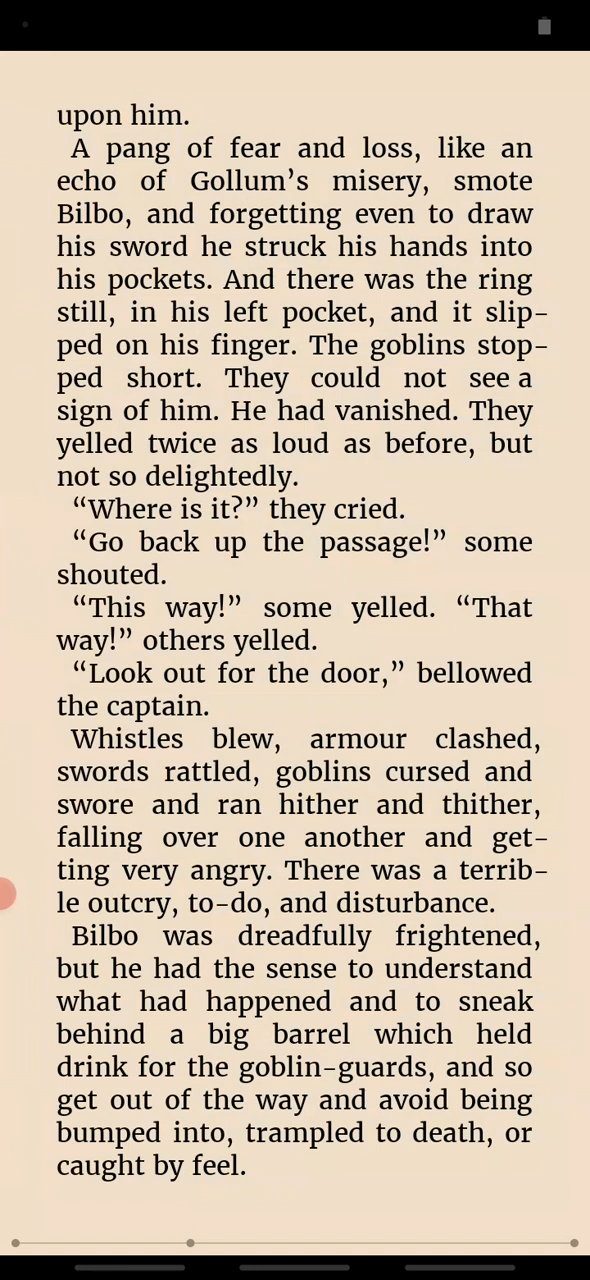 upon him.
A pang of fear and loss, like an
echo of Gollum’s misery, smote
Bilbo, and forgetting even to draw
his sword he struck his hands into
his pockets. And there was the ring
still, in his left pocket, and it slip-
ped on his finger. The goblins stop-
ped short. They could not see a
sign of him. He had vanished. They
yelled twice as loud as before, but
not so delightedly.
“Where is it?” they cried.
“Go back up the passage!” some
shouted.
“This way!” some yelled. “That
way!” others yelled.
“Look out for the door,” bellowed
the captain.
Whistles blew, armour clashed,
swords rattled, goblins cursed and
swore and ran hither and thither,
falling over one another and get-
ting very angry. There was a terrib-
le outcry, to-do, and disturbance.
Bilbo was dreadfully frightened,
but he had the sense to understand
what had happened and to sneak
behind a big barrel which held
drink for the goblin-guards, and so
get out of the way and avoid being
bumped into, trampled to death, or
caught by feel.